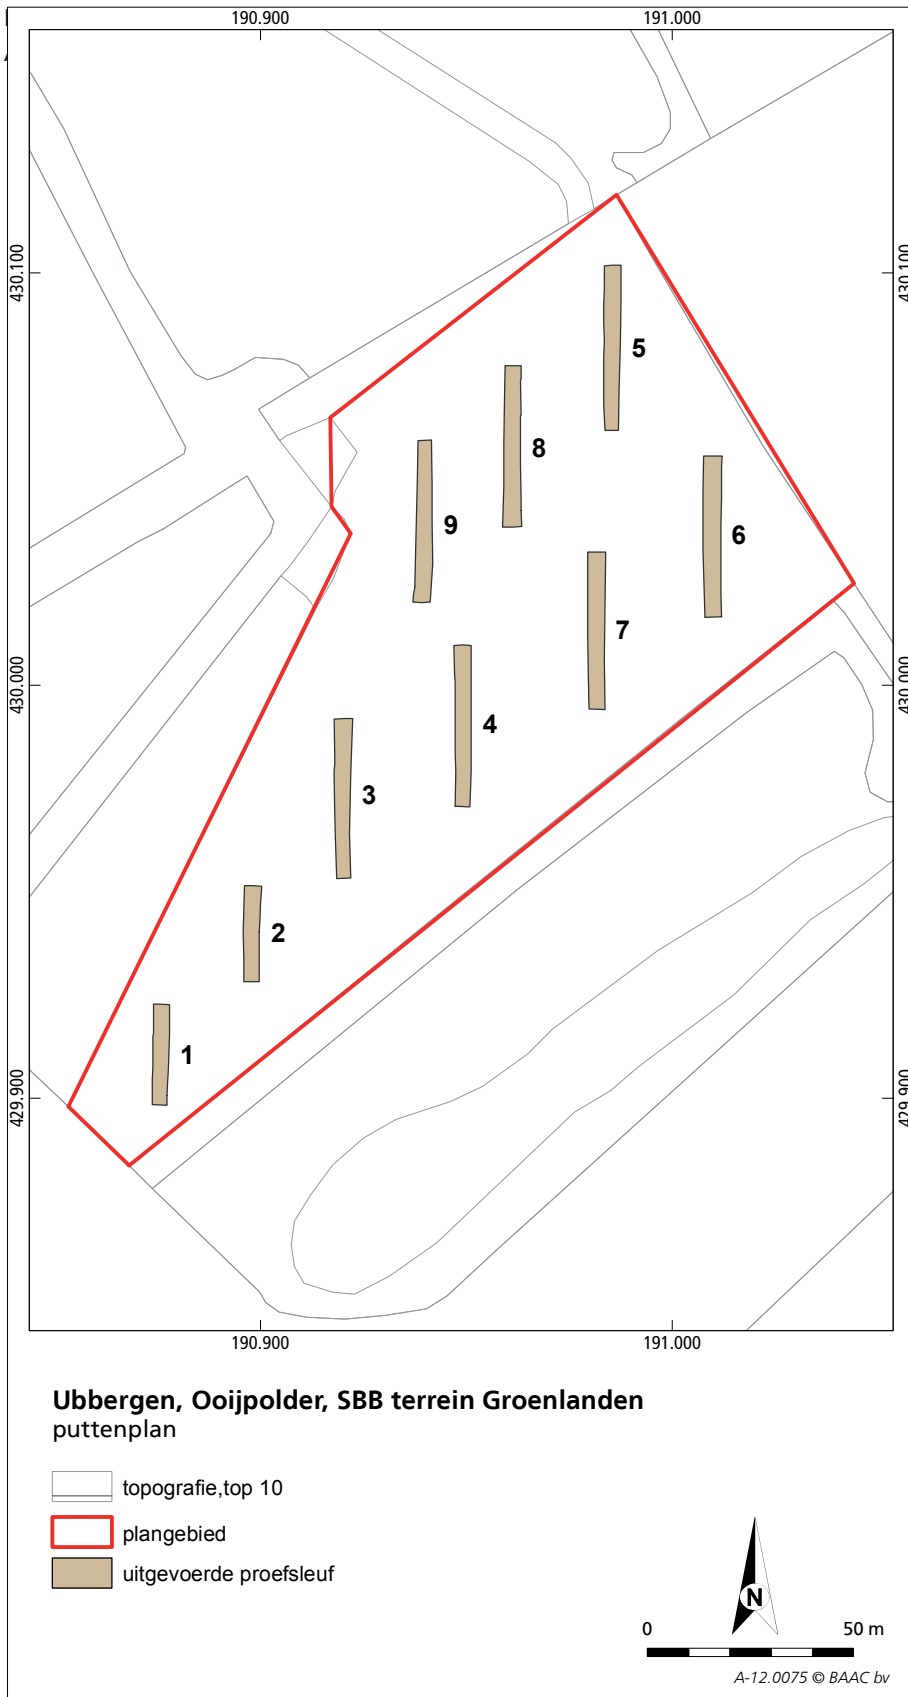 190.900 191.000
430.100 430.100
5
8
9
6
7
430.000 430.000
4
3
2
1
429.900 429.900
190.900 191.000
Ubbergen, Ooijpolder, SBB terrein Groenlanden
puttenplan
topografie,top 10
plangebied
uitgevoerde proefsleuf
N
0 50 m
A-12.0075 © BAAC bv